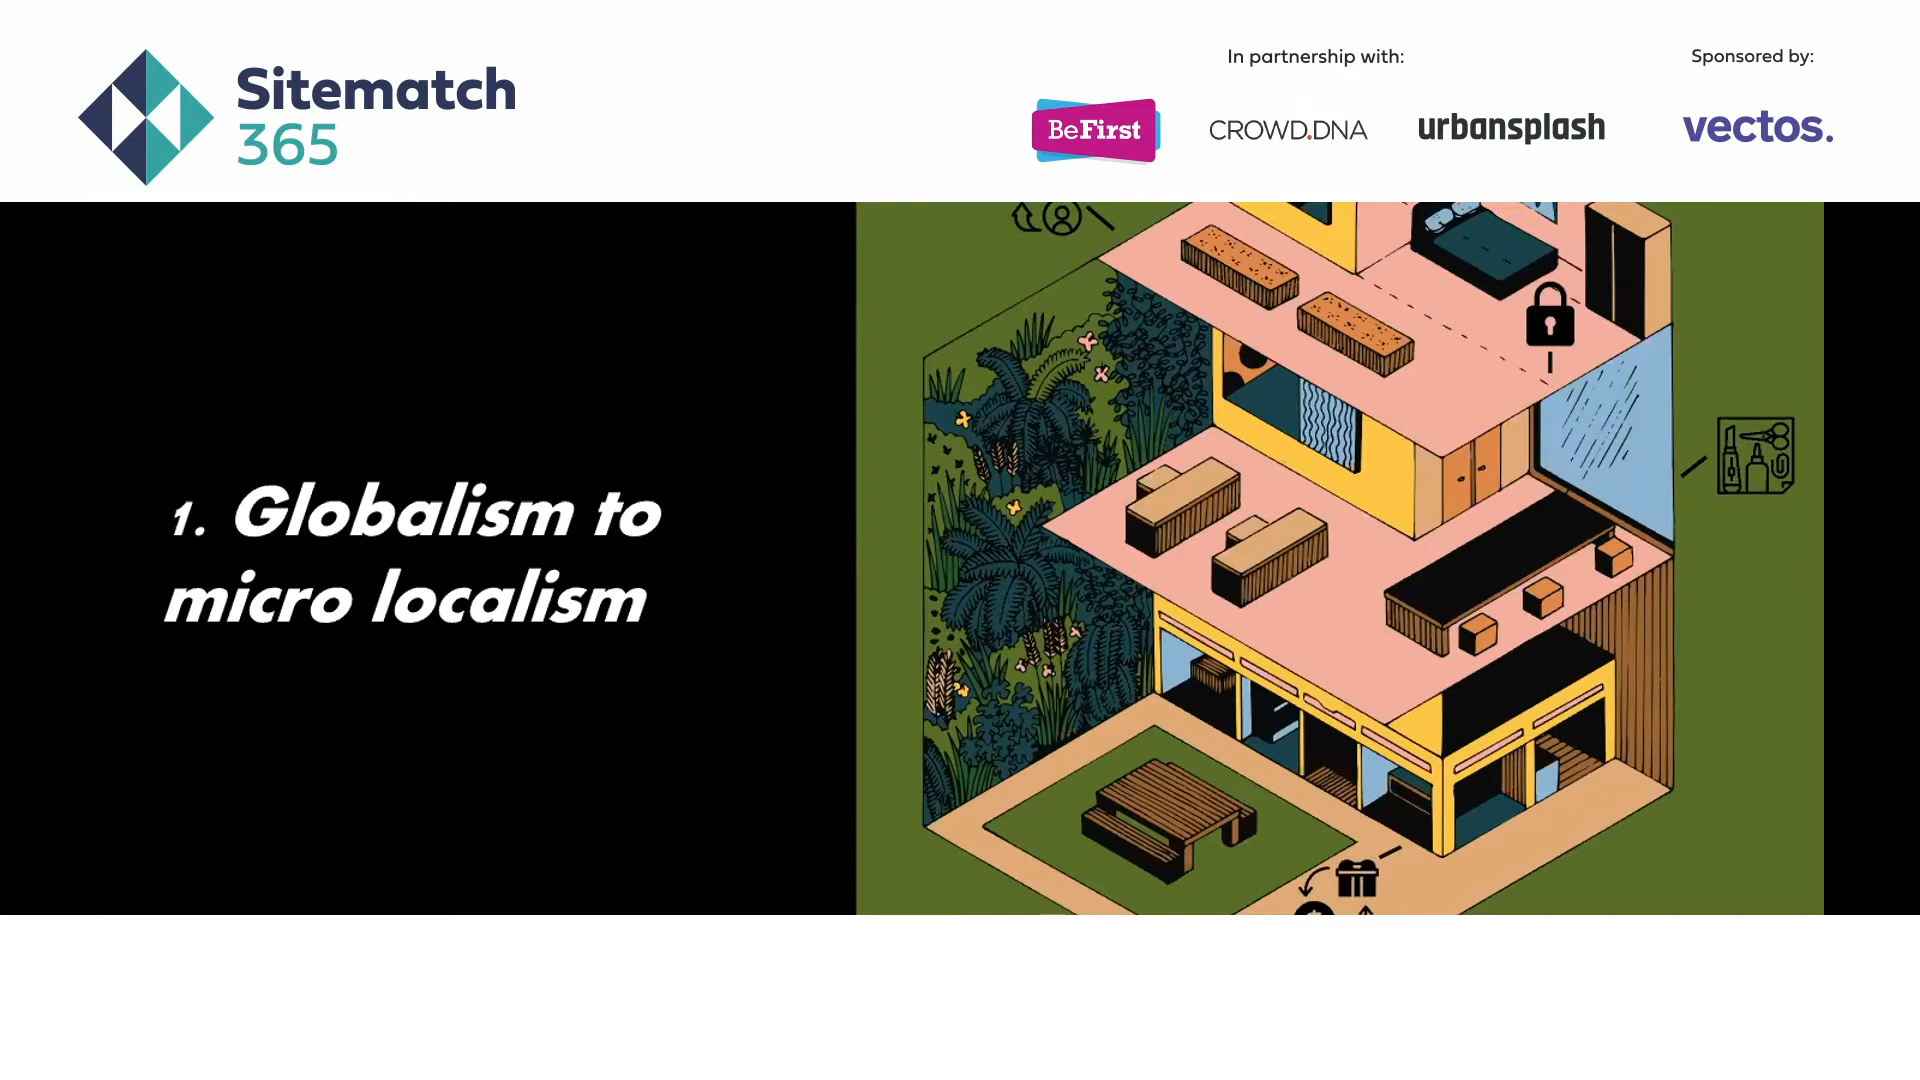 Sitematch
365
In partnership with:
Sponsored by:
BeFirst
CROWD.DNA
urbansplash
vectos.
1. Globalism to
micro localism